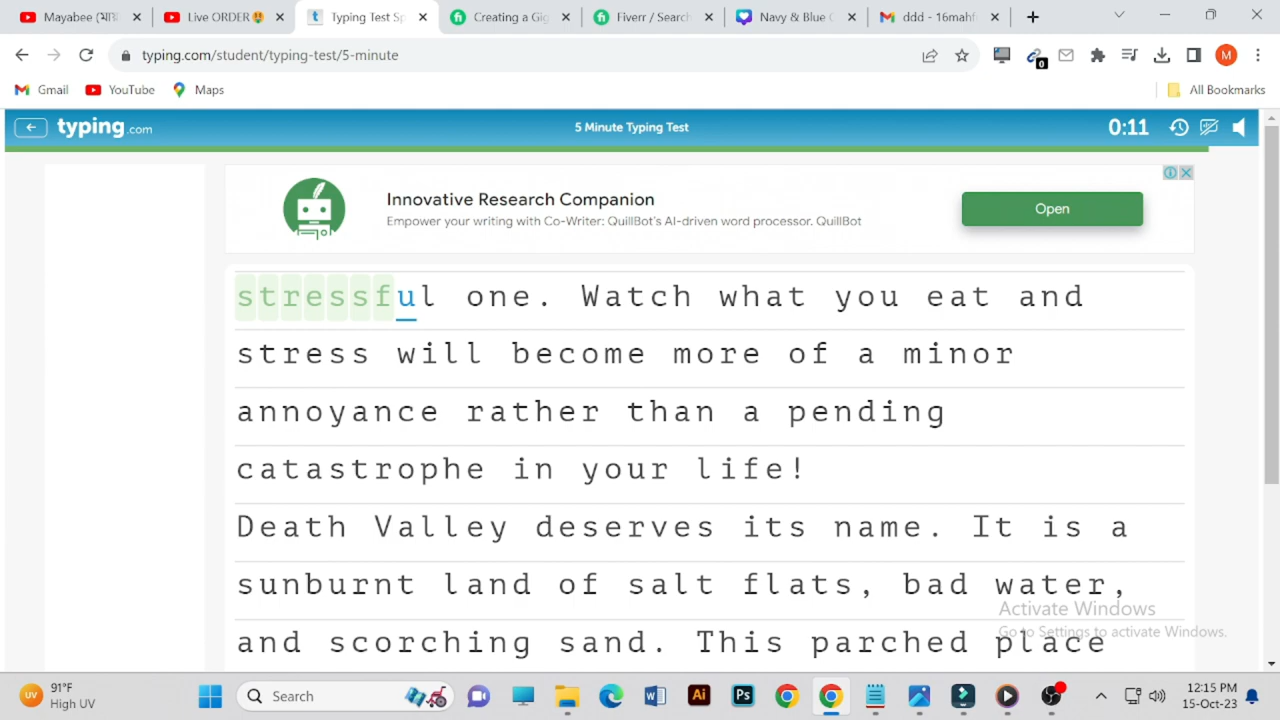 Mayabee (মায়
Live ORDER
Typing Test Sp
Creating a Gig
Fiverr / Search
Navy & Blue C
ddd - 16mahf
typing.com/student/typing-test/5-minute
0
M
Gmail
YouTube
Maps
All Bookmarks
typing.com
5 Minute Typing Test
0:11
Innovative Research Companion
Empower your writing with Co-Writer: QuillBot's AI-driven word processor. QuillBot
Open
stressful one. Watch what you eat and
stress will become more of a minor
annoyance rather than a pending
catastrophe in your life!
Death Valley deserves its name. It is a
sunburnt land of salt flats, bad water,
and scorching sand. This parched place
Activate Windows
Go to Settings to activate Windows.
UV
91°F
High UV
Search
W
Ai
Ps
12:15 PM
15-Oct-23